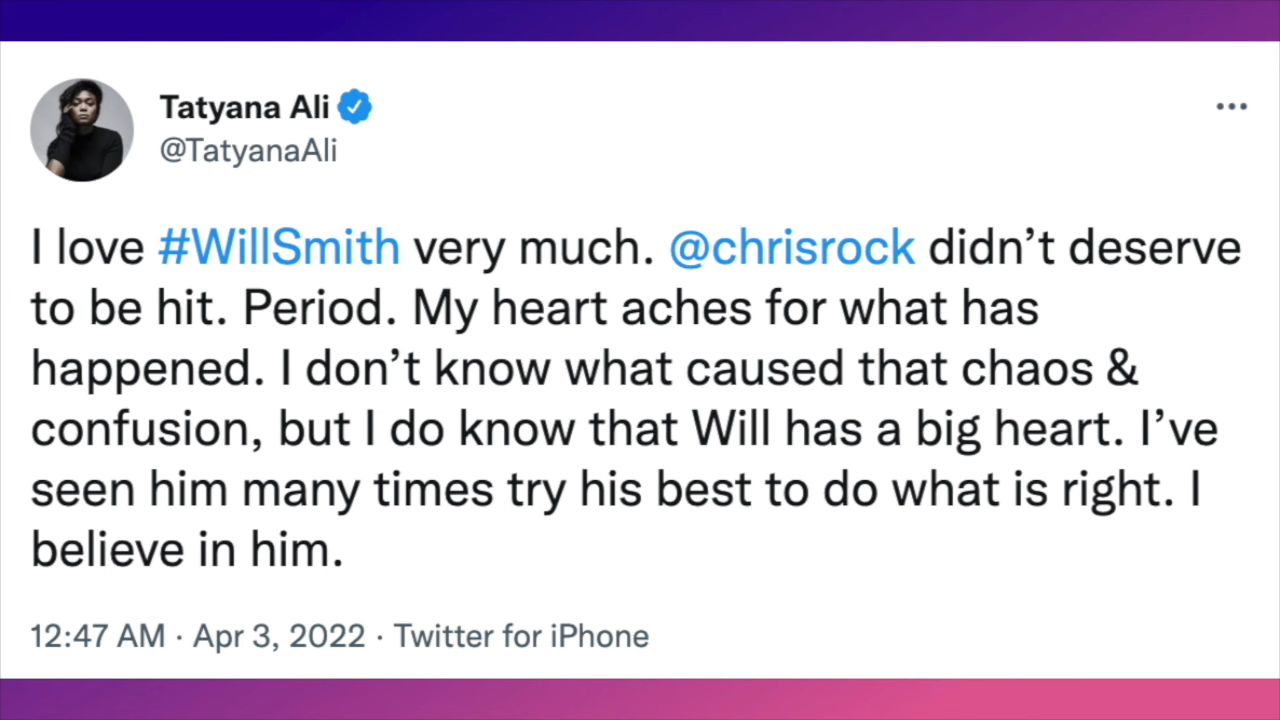 Tatyana Ali
@TatyanaAli
I love #WillSmith very much. @chrisrock didn’t deserve
to be hit. Period. My heart aches for what has
happened. I don’t know what caused that chaos &
confusion, but I do know that Will has a big heart. I’ve
seen him many times try his best to do what is right. I
believe in him.
12:47 AM · Apr 3, 2022 · Twitter for iPhone